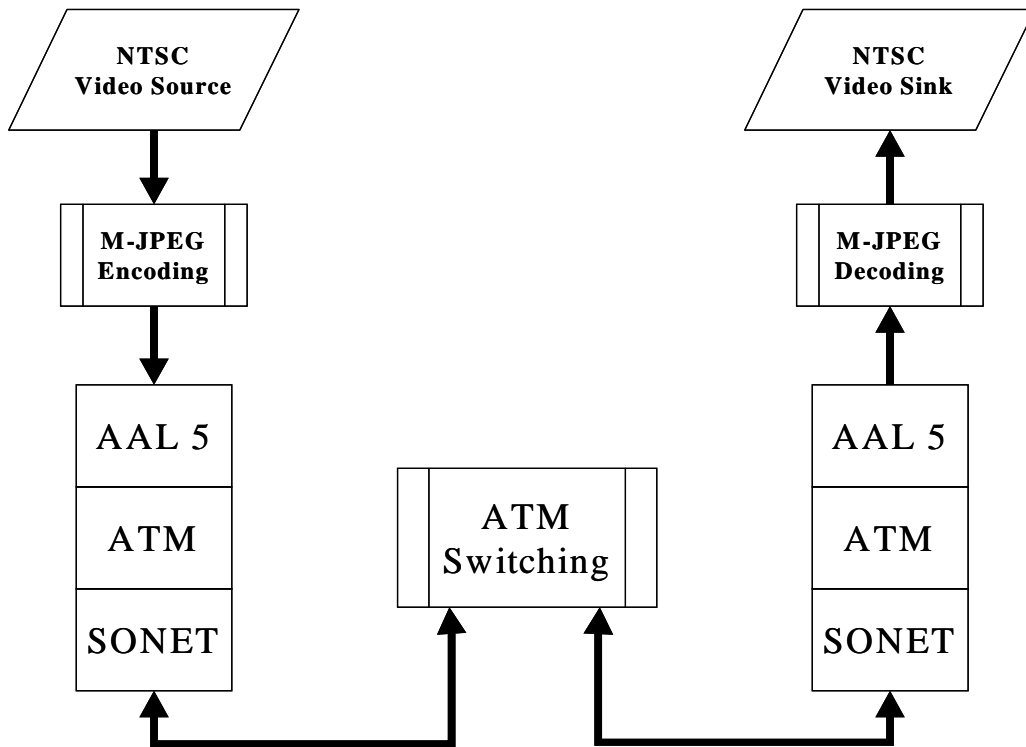 NTSC
Video Source
M-JPEG
Encoding
AAL 5
ATM
SONET
ATM
Switching
NTSC
Video Sink
M-JPEG
Decoding
AAL 5
ATM
SONET